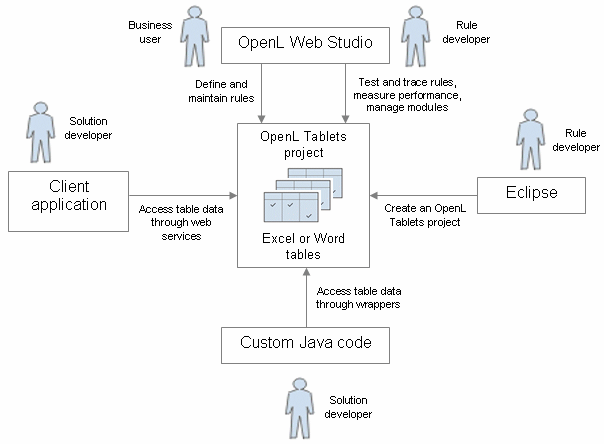 Business
user
OpenL Web Studio
Rule
developer
Define and
maintain rules
Test and trace rules,
measure performance,
manage modules
Solution
developer
OpenL Tablets
project
Rule
developer
Client
application
Access table data
through web
services
Excel or Word
tables
Eclipse
Create an OpenL
Tablets project
Access table data
through wrappers
Custom Java code
Solution
developer